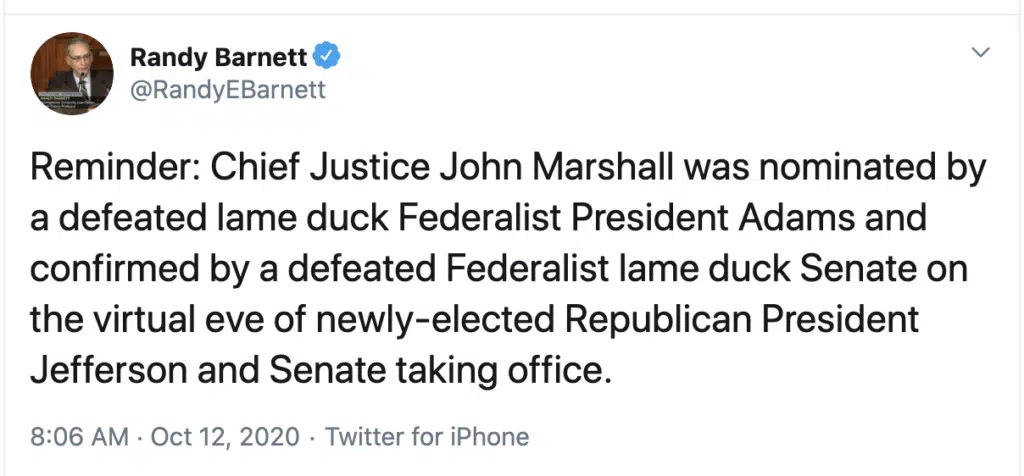 Randy Barnett
@RandyEBarnett
Reminder: Chief Justice John Marshall was nominated by
a defeated lame duck Federalist President Adams and
confirmed by a defeated Federalist lame duck Senate on
the virtual eve of newly-elected Republican President
Jefferson and Senate taking office.
8:06 AM · Oct 12, 2020 · Twitter for iPhone